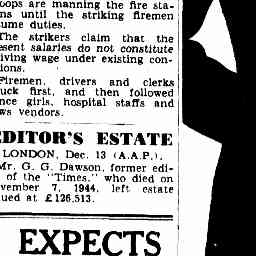 oops are manning the fire sta-
ns until the striking firemen
ume duties.
The strikers claim that the
esent salaries do not constitute
iving wage under existing con-
ions.
Firemen, drivers and clerks
uck first, and then followed
nce girls, hospital staffs and
ws vendors.
EDITOR'S ESTATE
LONDON, Dec. 13 (A.A.P.).
Mr. G. G. Dawson, former edi-
of the "Times," who died on
vember 7, 1944, left estate
ued at £126,513.
EXPECTS